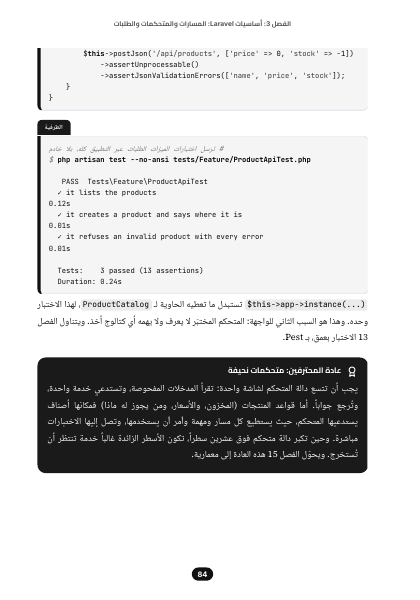 الفصل 3: أساسيات Laravel: المسارات والمتحكمات والطلبات
$this->postJson('/api/products', ['price' => 0, 'stock' => -1])
->assertUnprocessable()
->assertJsonValidationErrors(['name', 'price', 'stock']);
}
}
الطرفية
# ترسل اختبارات الميزات الطلبات عبر التطبيق كله، بلا خادم
$ php artisan test --no-ansi tests/Feature/ProductApiTest.php
PASS  Tests\Feature\ProductApiTest
✓ it lists the products
0.12s
✓ it creates a product and says where it is
0.01s
✓ it refuses an invalid product with every error
0.01s
Tests:    3 passed (13 assertions)
Duration: 0.24s
$this->app->instance(...) تستبدل ما تعطيه الحاوية لـ ProductCatalog، لهذا الاختبار
وحده. وهذا هو السبب الثاني للواجهة: المتحكم المختبَر لا يعرف ولا يهمه أي كتالوج أخذ. ويتناول الفصل
13 الاختبار بعمق، بـ Pest.
عادة المحترفين: متحكمات نحيفة
يجب أن تتسع دالة المتحكم لشاشة واحدة: تقرأ المدخلات المفحوصة، وتستدعي خدمة واحدة،
وتُرجع جواباً. أما قواعد المنتجات (المخزون، والأسعار، ومن يجوز له ماذا) فمكانها أصناف
يستدعيها المتحكم، حيث يستطيع كل مسار ومهمة وأمر أن يستخدمها، وتصل إليها الاختبارات
مباشرة. وحين تكبر دالة متحكم فوق عشرين سطراً، تكون الأسطر الزائدة غالباً خدمة تنتظر أن
تُستخرج. ويحوّل الفصل 15 هذه العادة إلى معمارية.
84